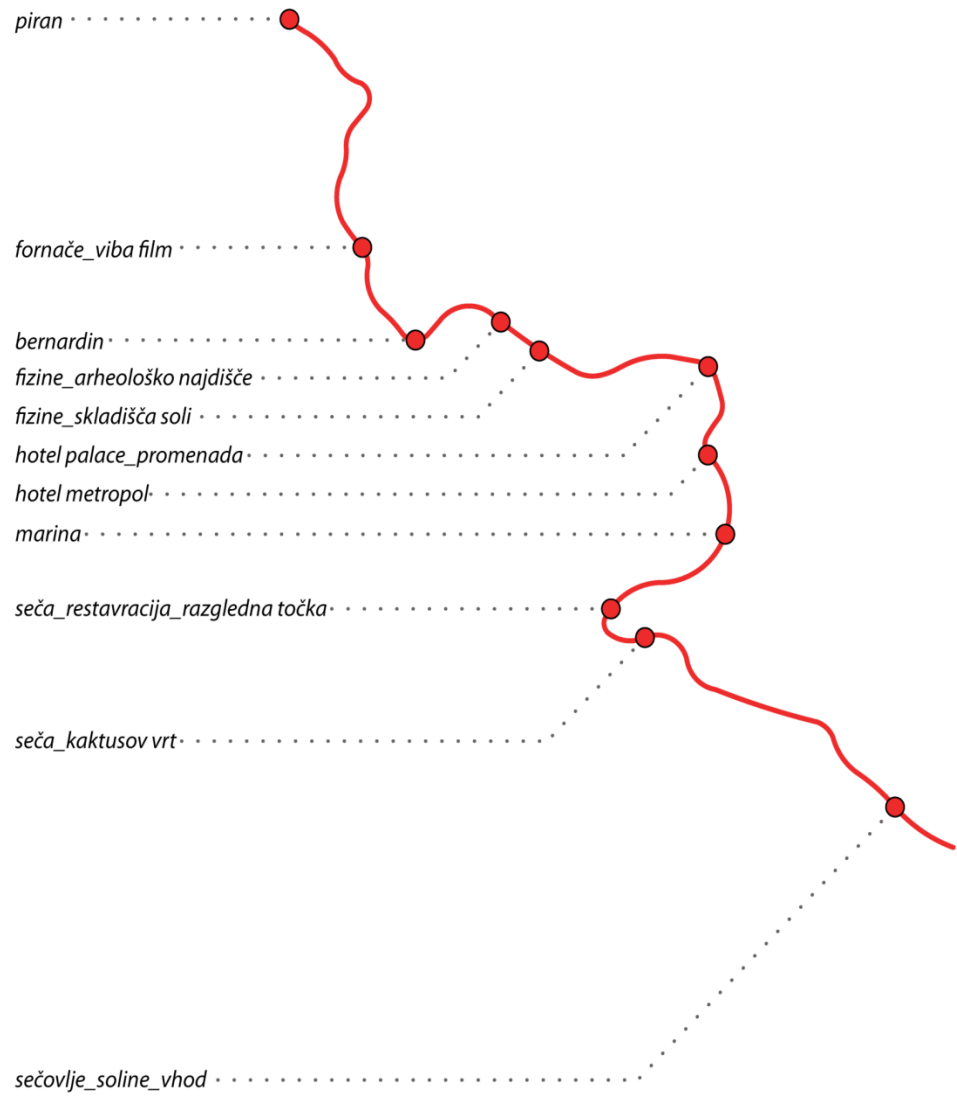 piran
fornače_viba film
bernardin
fizine_arheološko najdišče
fizine_skladišča soli
hotel palace_promenada
hotel metropol
marina
seča_restavracija_razgledna točka
seča_kaktusov vrt
sečovlje_soline_vhod